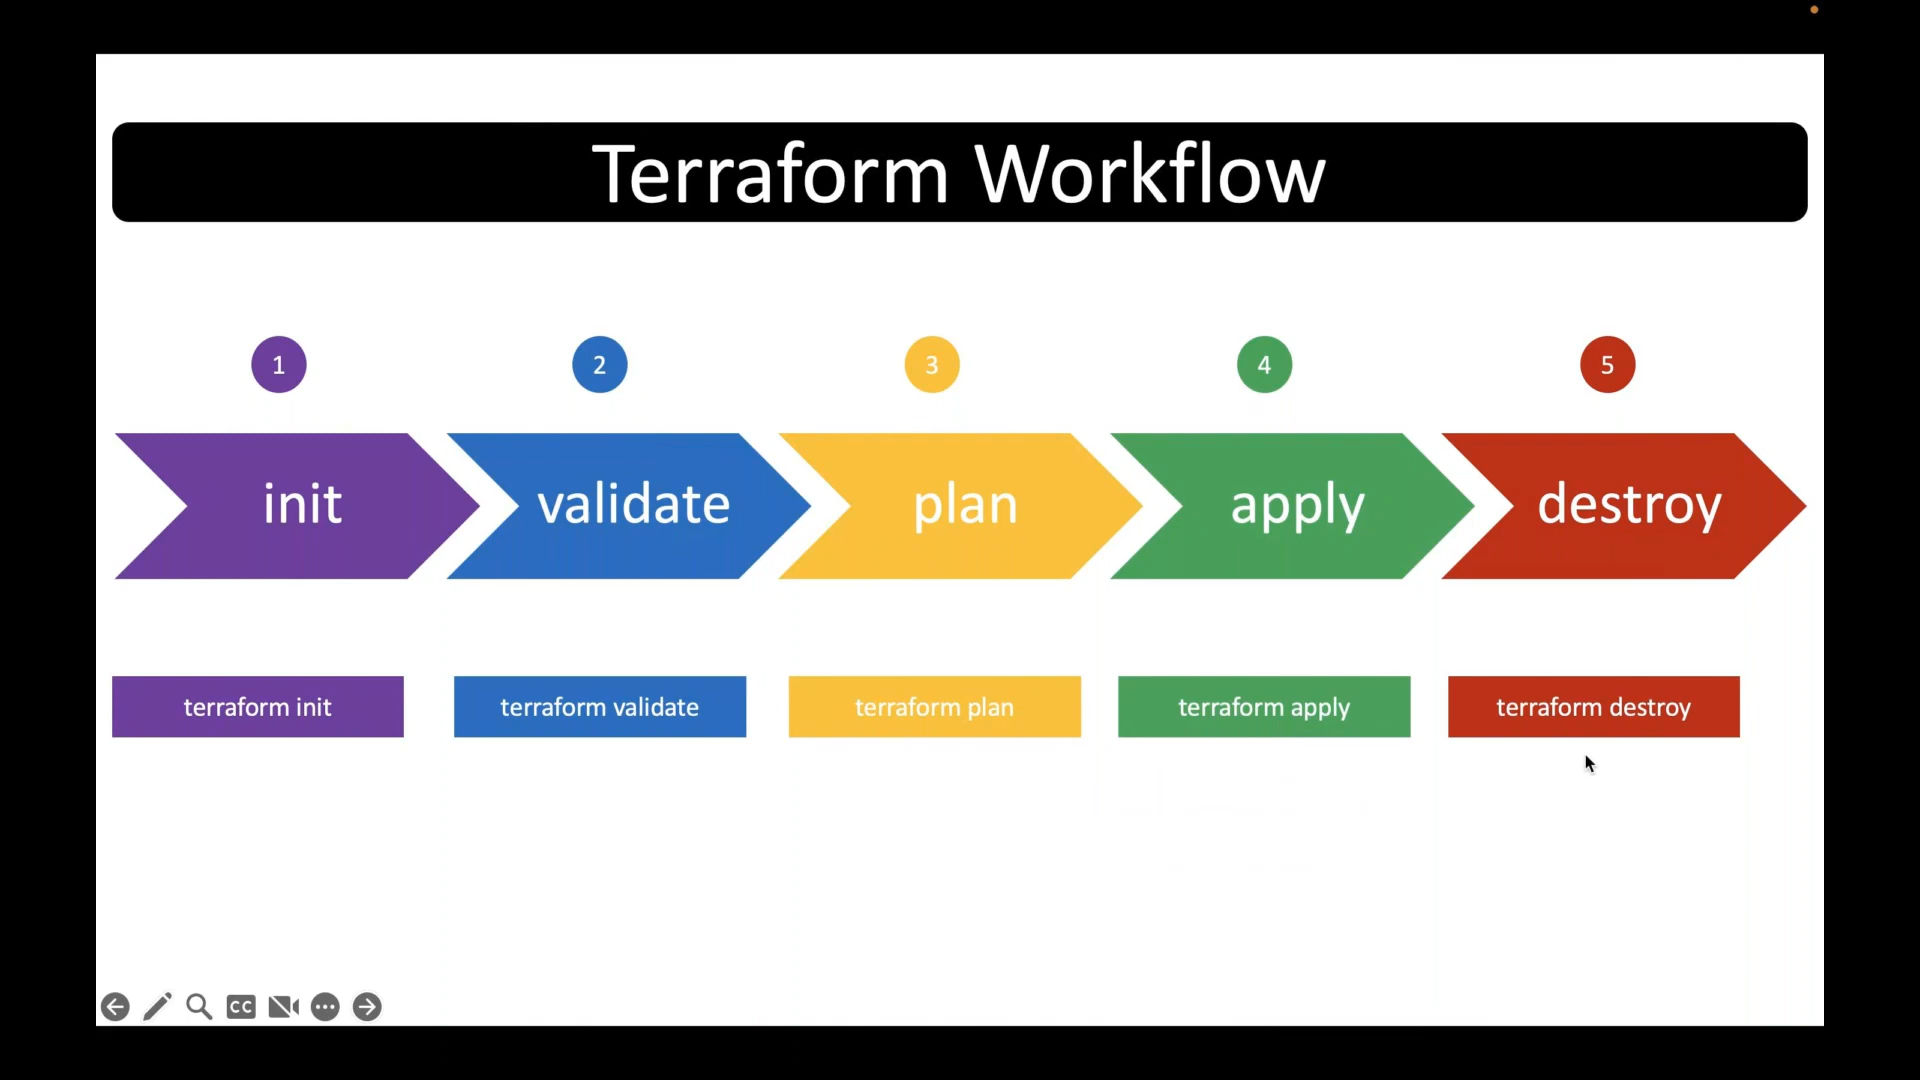 Terraform Workflow
1
2
3
4
5
init
validate
plan
apply
destroy
terraform init
terraform validate
terraform plan
terraform apply
terraform destroy
CC